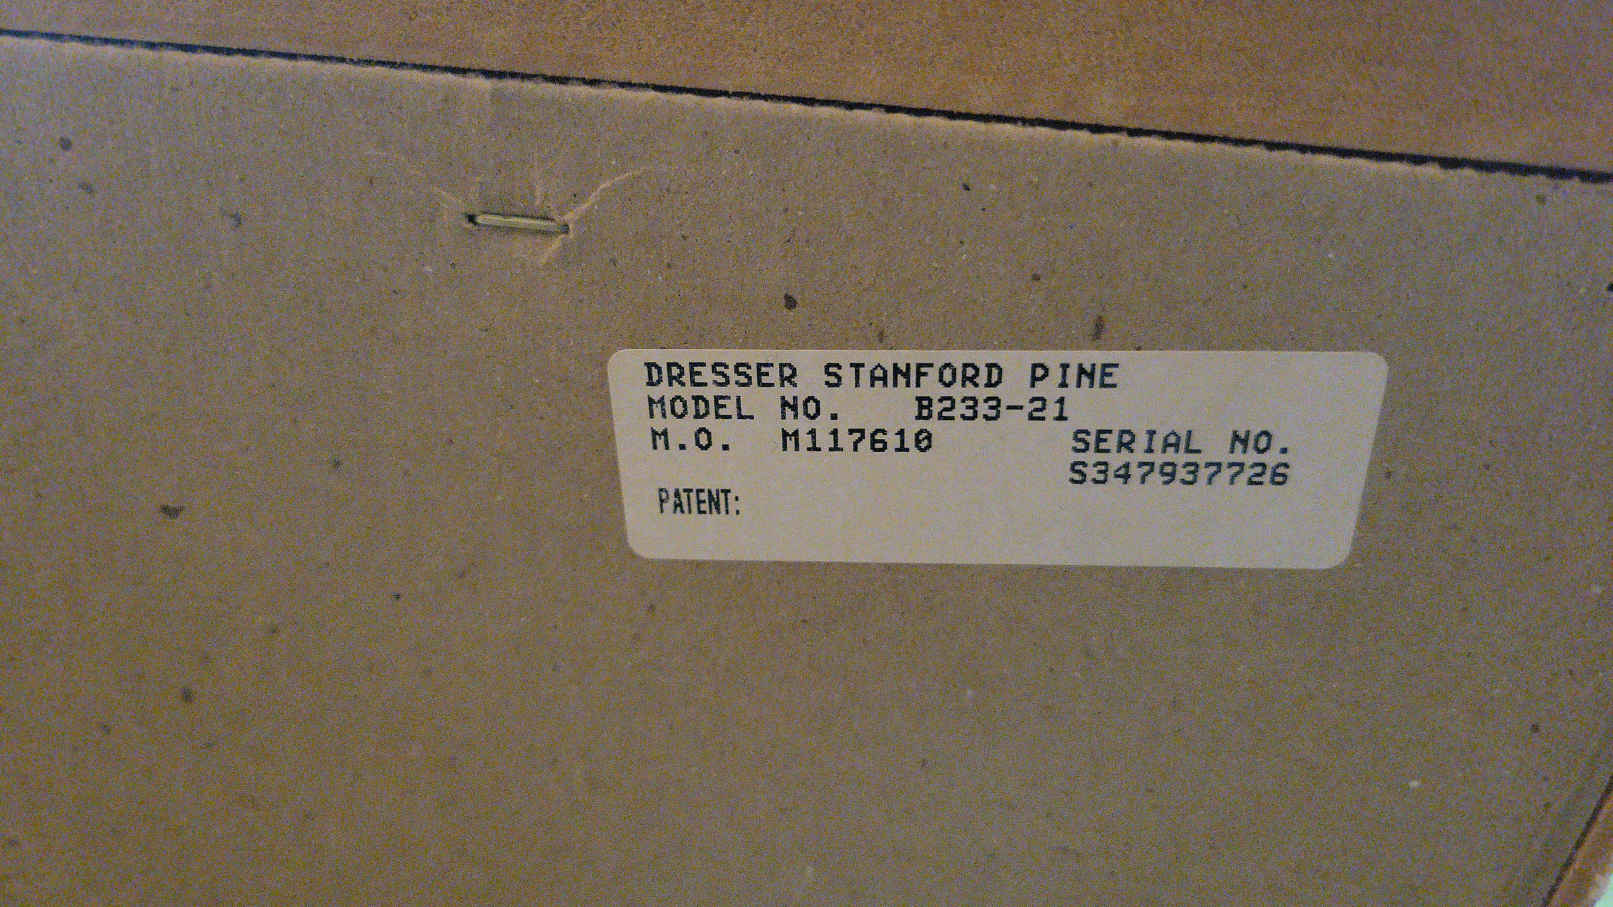 DRESSER STANFORD PINE
MODEL NO. B233-21
M.O. M117610 SERIAL NO.
S347937726
PATENT: